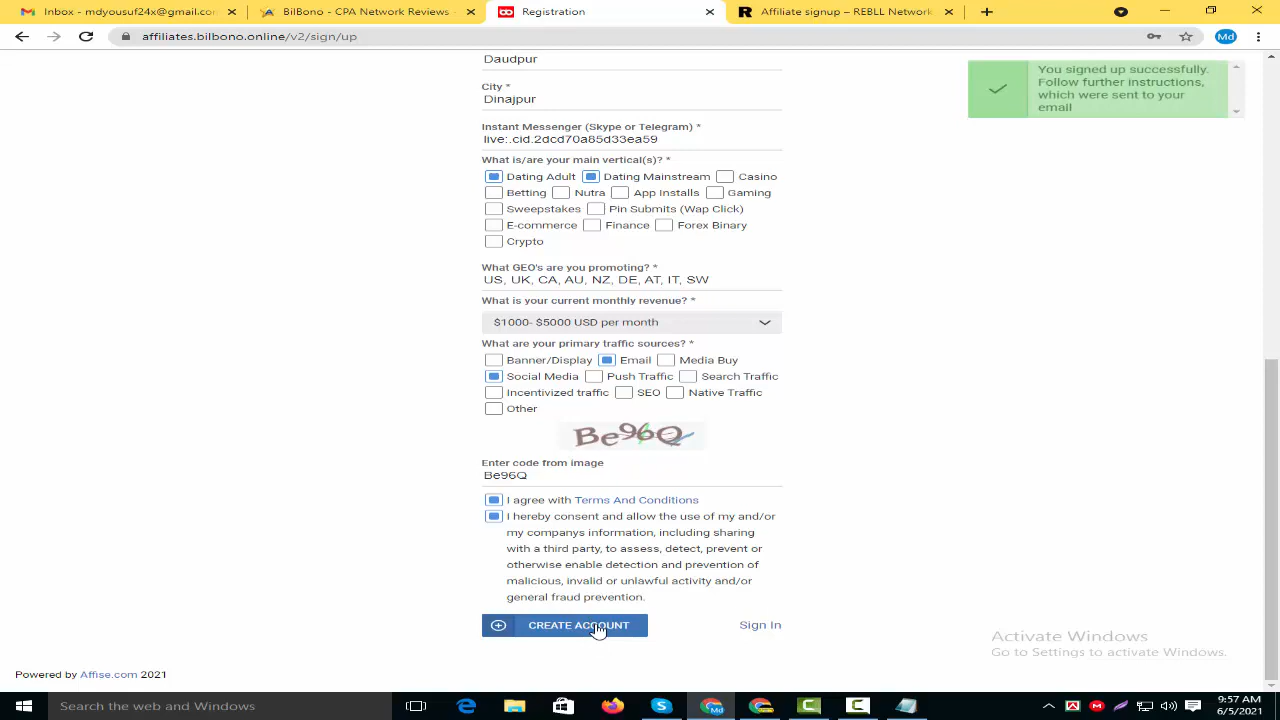 Inbox - mdyousuf24x@gmail.com
BilBono - CPA Network Reviews -
Registration
Affiliate signup – REBLL Network
affiliates.bilbono.online/v2/sign/up
Md
Daudpur
You signed up successfully.
Follow further instructions,
which were sent to your
email
City *
Dinajpur
Instant Messenger (Skype or Telegram) *
live:.cid.2dcd70a85d33ea59
What is/are your main vertical(s)? *
Dating Adult Dating Mainstream Casino
Betting Nutra App Installs Gaming
Sweepstakes Pin Submits (Wap Click)
E-commerce Finance Forex Binary
Crypto
What GEO's are you promoting? *
US, UK, CA, AU, NZ, DE, AT, IT, SW
What is your current monthly revenue? *
$1000- $5000 USD per month
What are your primary traffic sources? *
Banner/Display Email Media Buy
Social Media Push Traffic Search Traffic
Incentivized traffic SEO Native Traffic
Other
Be96Q
Enter code from image
Be96Q
I agree with Terms And Conditions
I hereby consent and allow the use of my and/or
my companys information, including sharing
with a third party, to assess, detect, prevent or
otherwise enable detection and prevention of
malicious, invalid or unlawful activity and/or
general fraud prevention.
CREATE ACCOUNT Sign In
Activate Windows
Go to Settings to activate Windows.
Powered by Affise.com 2021
Search the web and Windows
Md
9:57 AM
6/5/2021